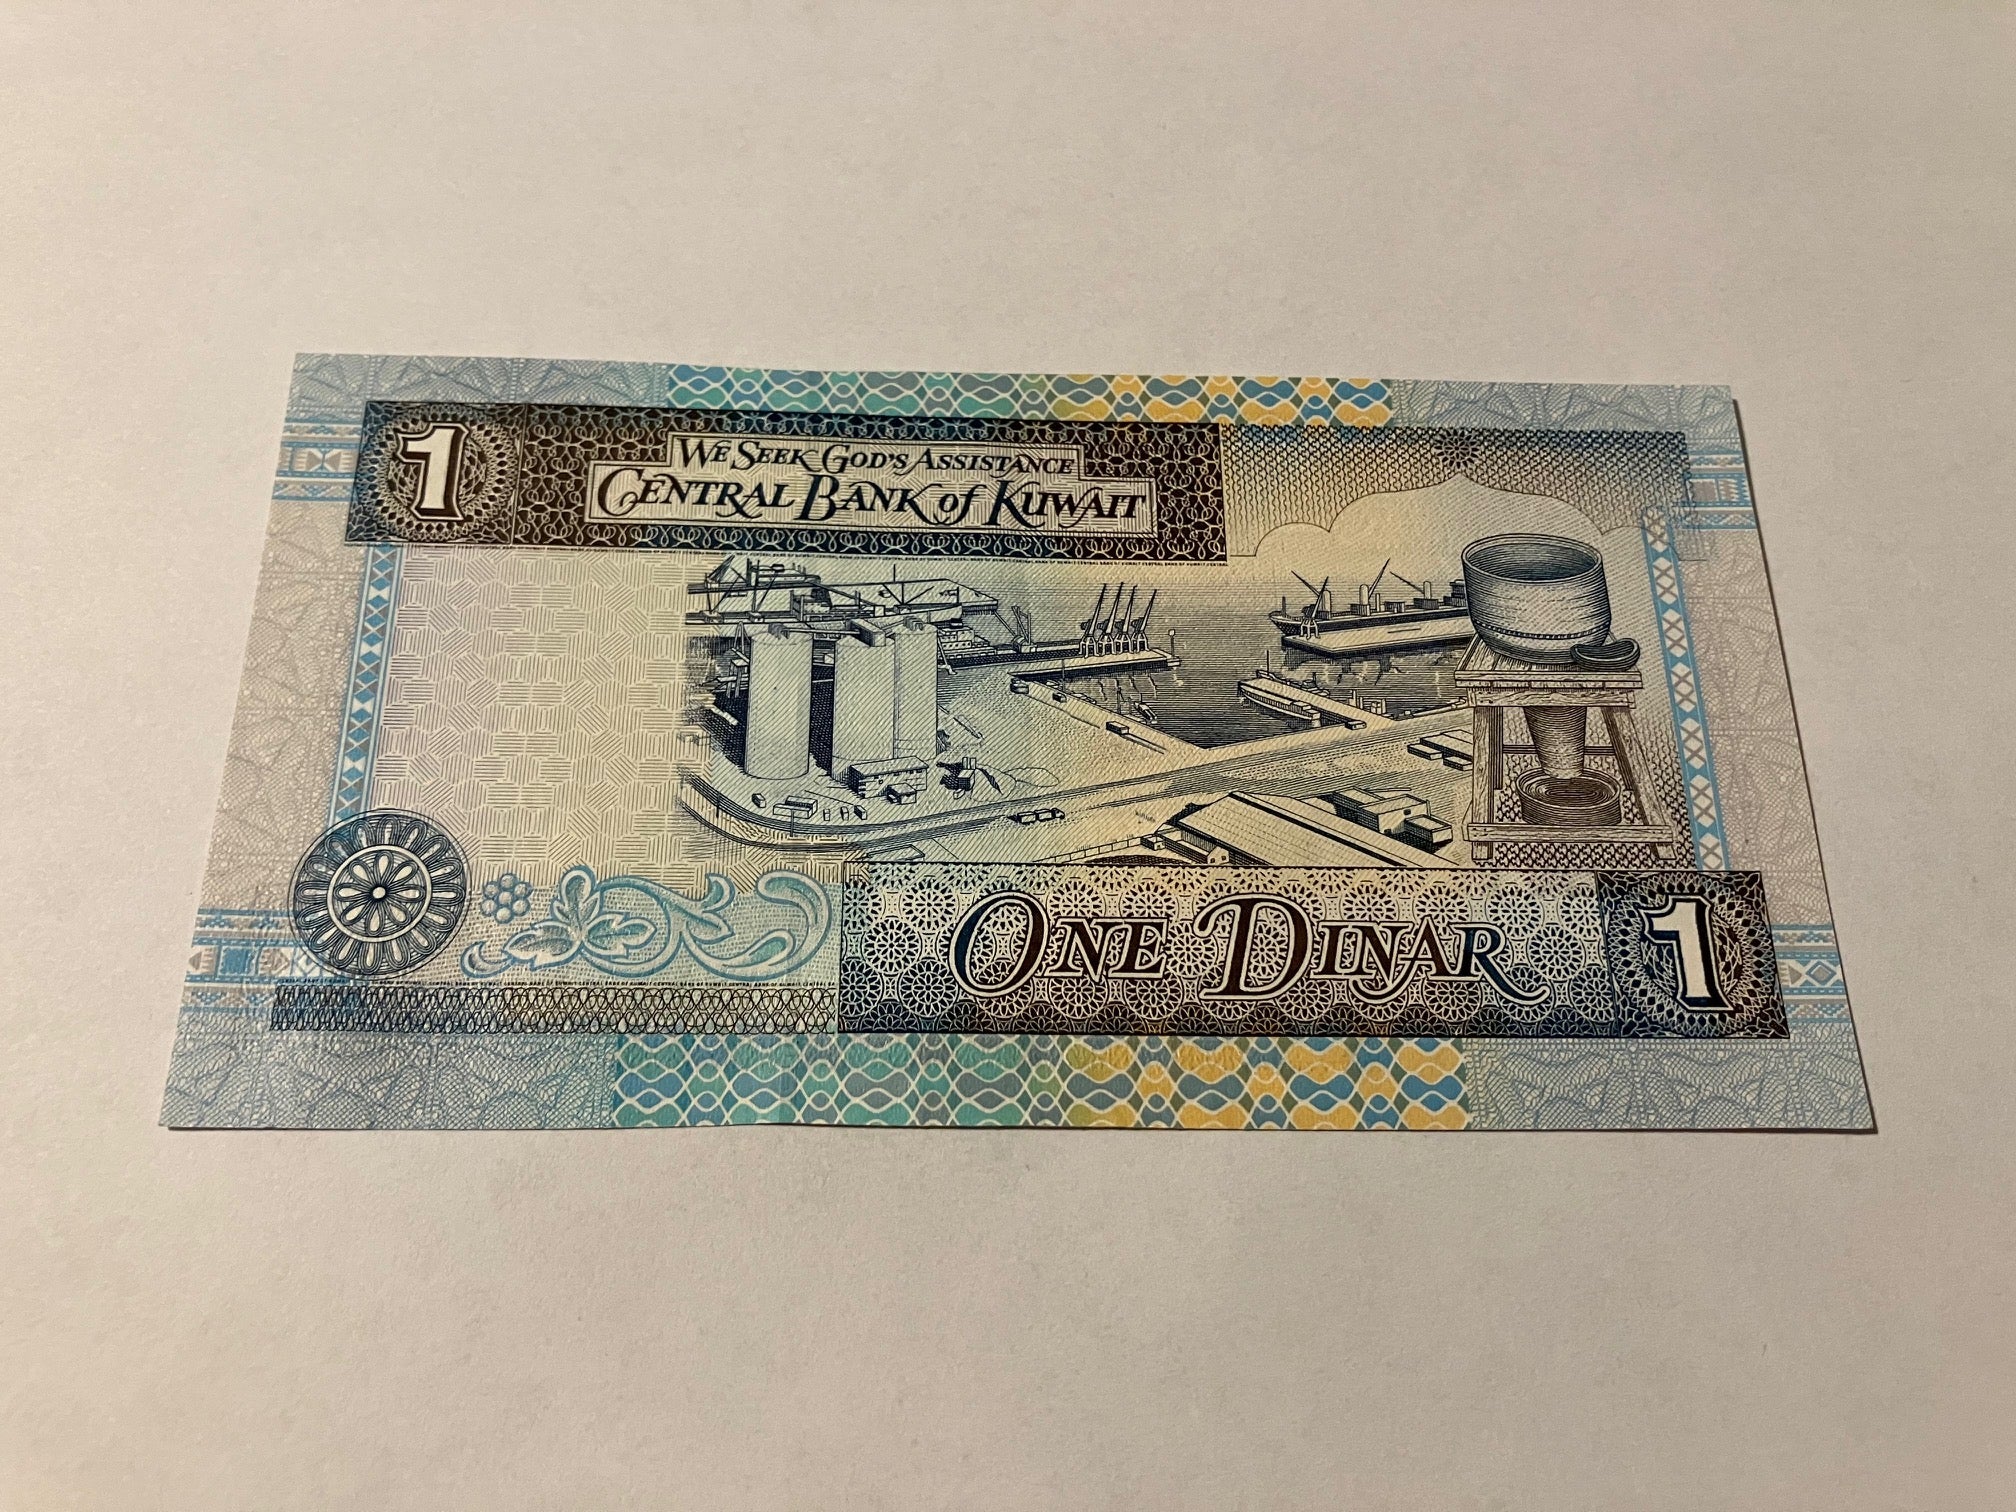 1
We Seek God's Assistance
Central Bank of Kuwait
One Dinar
1